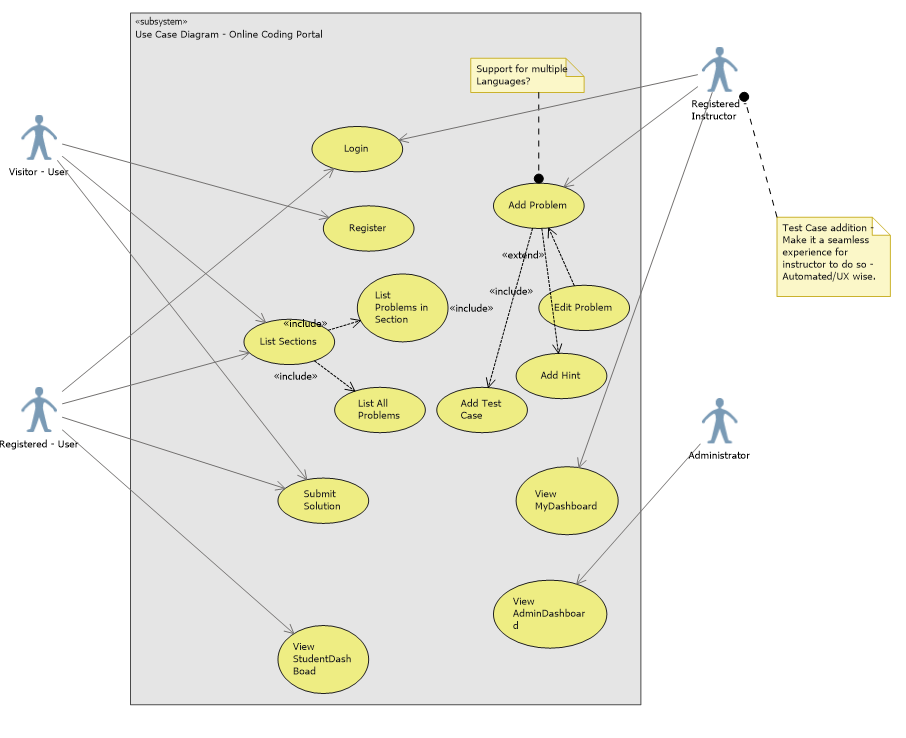 «subsystem»
Use Case Diagram - Online Coding Portal
Support for multiple
Languages?
Registered
Instructor
Login
Visitor - User
Add Problem
Register
Test Case addition -
Make it a seamless
experience for
instructor to do so -
Automated/UX wise.
«extend»
«include»
List
Problems in
Section
«include»
Edit Problem
«include»
List Sections
«include»
Add Hint
List All
Problems
Add Test
Case
Registered - User
Administrator
Submit
Solution
View
MyDashboard
View
AdminDashboar
d
View
StudentDash
Boad